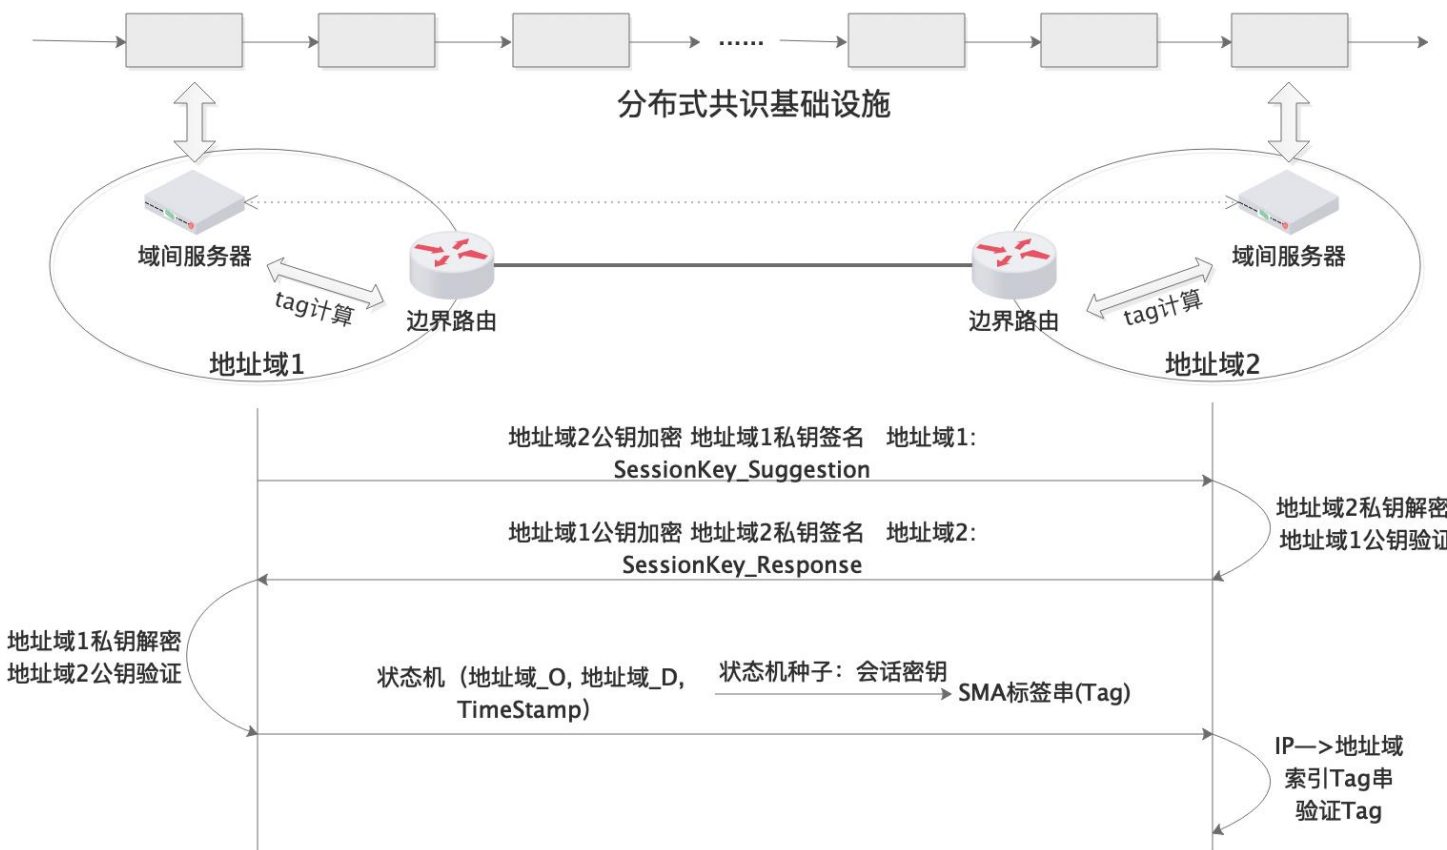 ......
分布式共识基础设施
域间服务器
域间服务器
tag计算
tag计算
边界路由
边界路由
地址域1
地址域2
地址域2公钥加密 地址域1私钥签名 地址域1:
SessionKey_Suggestion
地址域2私钥解密
地址域1公钥验证
地址域1公钥加密 地址域2私钥签名 地址域2:
SessionKey_Response
地址域1私钥解密
地址域2公钥验证
状态机（地址域_O, 地址域_D,
TimeStamp）
状态机种子：会话密钥
SMA标签串(Tag)
IP—>地址域
索引Tag串
验证Tag